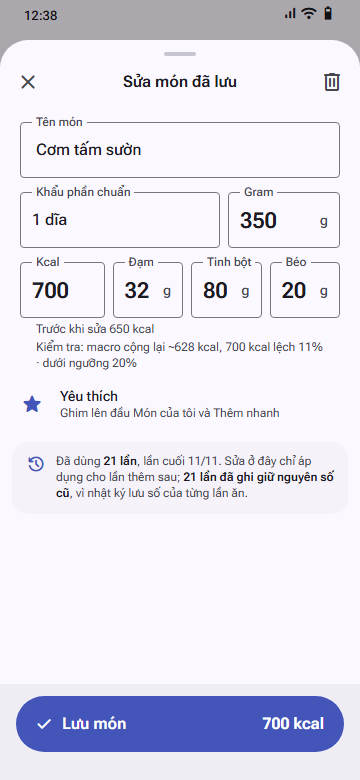 12:38
Sửa món đã lưu
Tên món
Cơm tấm sườn
Khẩu phần chuẩn
1 dĩa
Gram
350 g
Kcal
700
Đạm
32 g
Tinh bột
80 g
Béo
20 g
Trước khi sửa 650 kcal
Kiểm tra: macro cộng lại ~628 kcal, 700 kcal lệch 11%
· dưới ngưỡng 20%
Yêu thích
Ghim lên đầu Món của tôi và Thêm nhanh
Đã dùng 21 lần, lần cuối 11/11. Sửa ở đây chỉ áp
dụng cho lần thêm sau; 21 lần đã ghi giữ nguyên số
cũ, vì nhật ký lưu số của từng lần ăn.
Lưu món
700 kcal